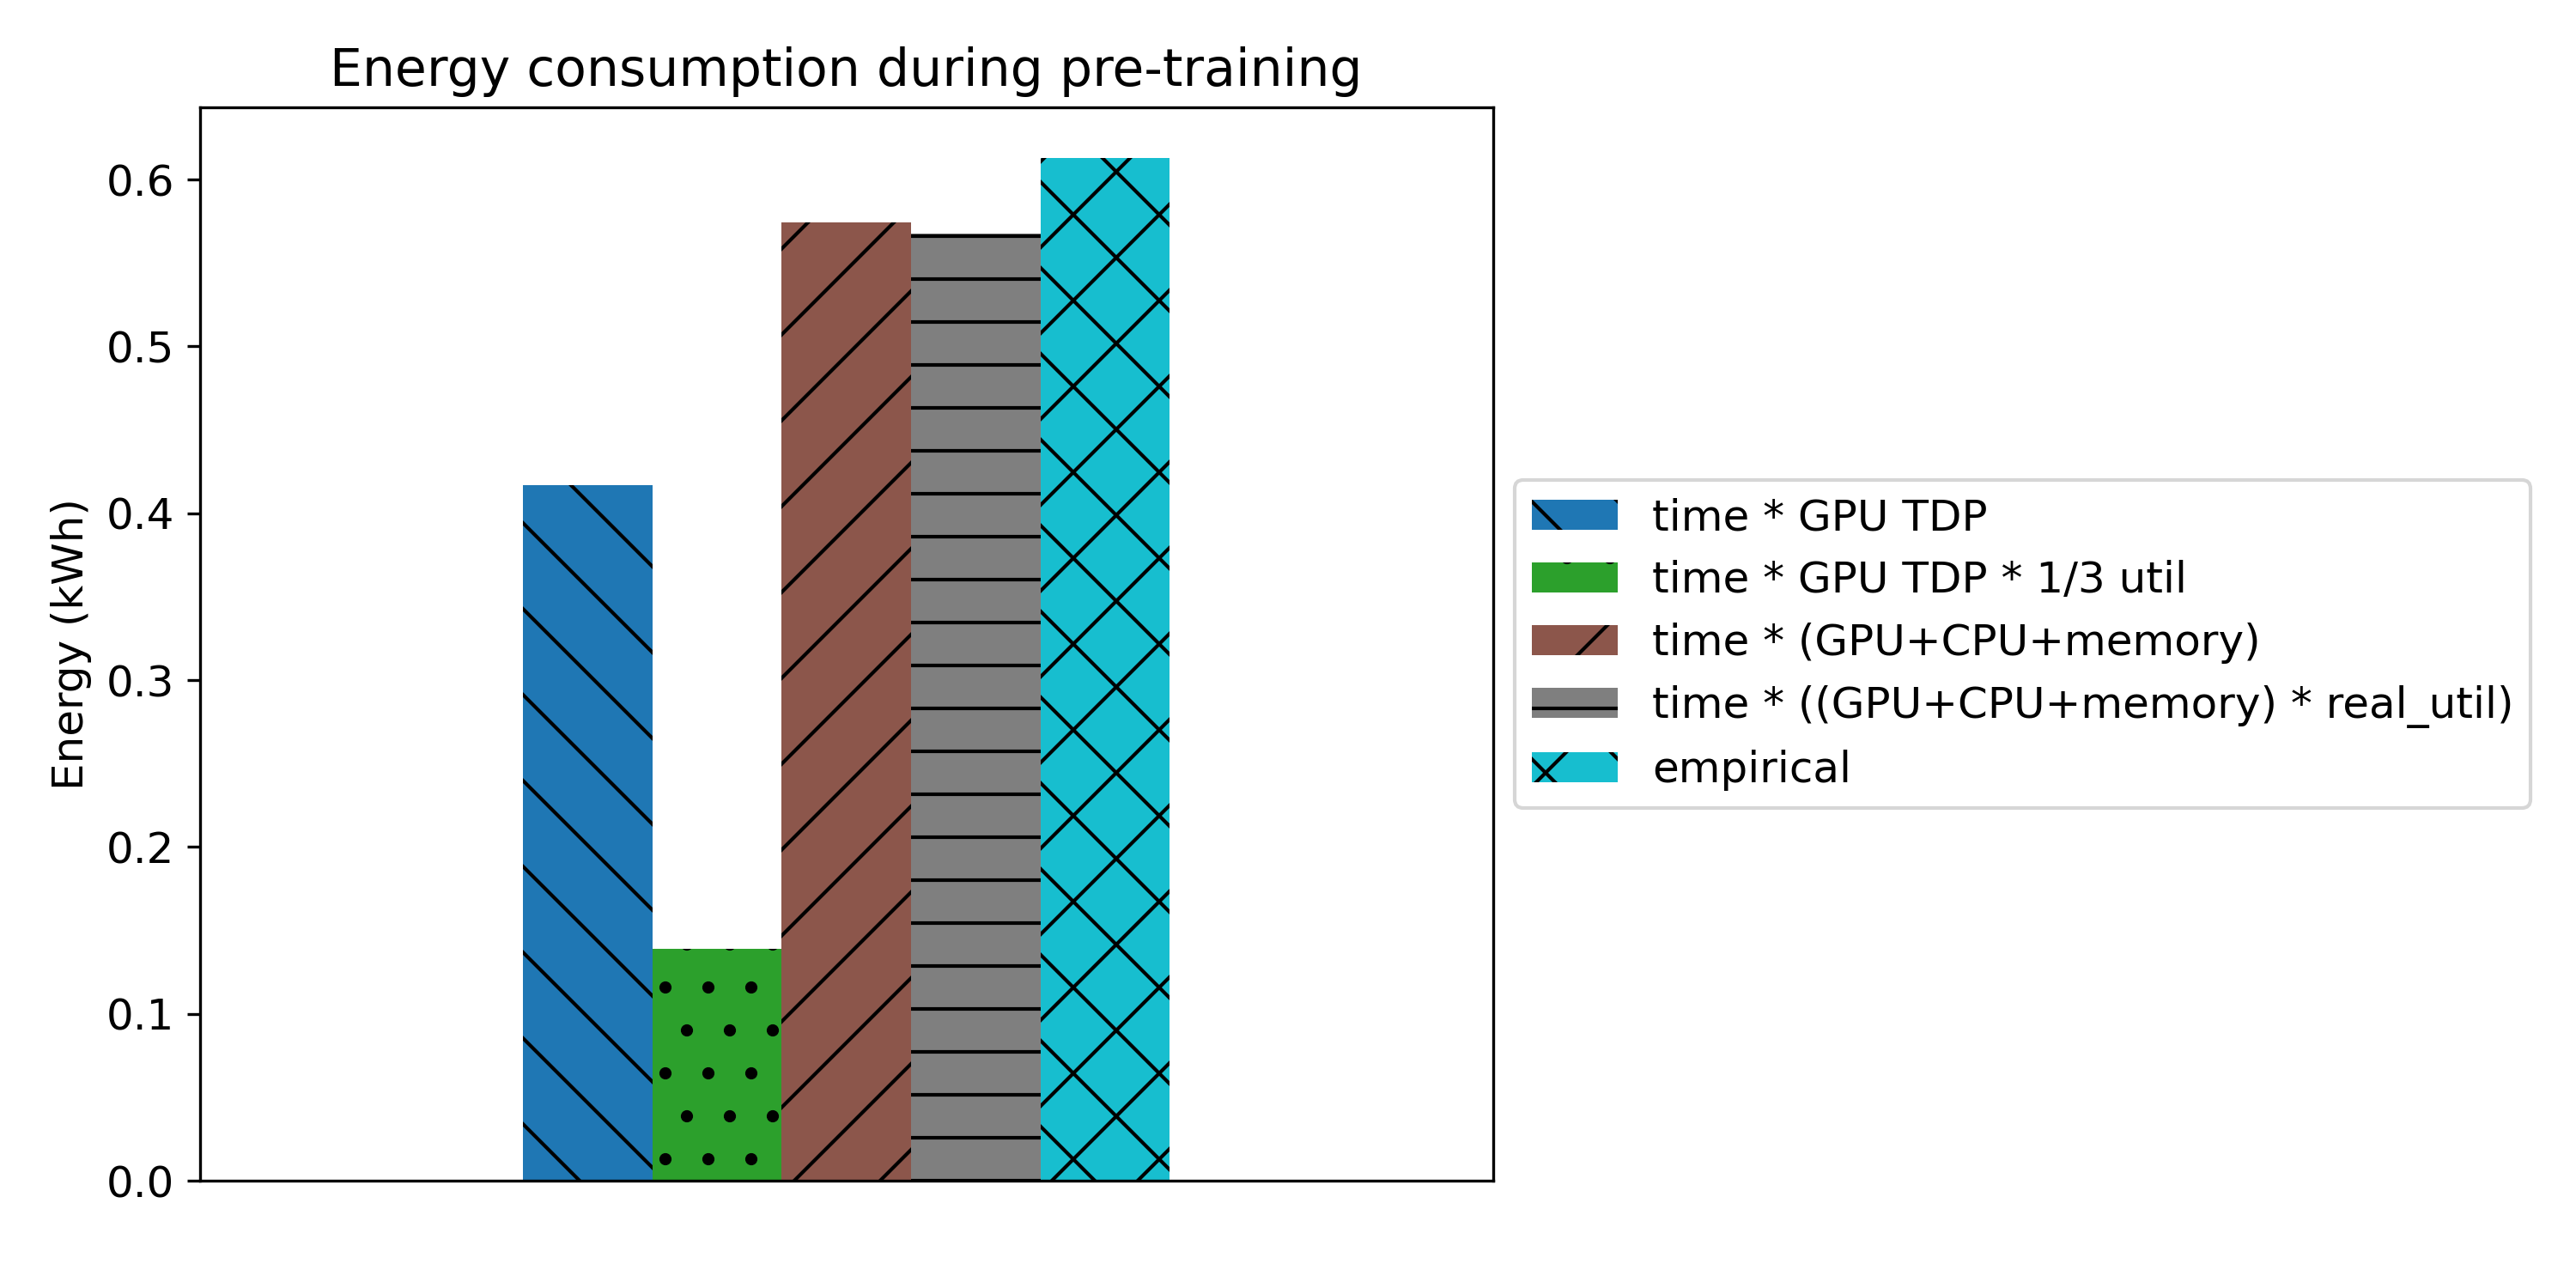 Energy consumption during pre-training
Energy (kWh)
0.6
0.5
0.4
0.3
0.2
0.1
0.0
time * GPU TDP
time * GPU TDP * 1/3 util
time * (GPU+CPU+memory)
time * ((GPU+CPU+memory) * real_util)
empirical